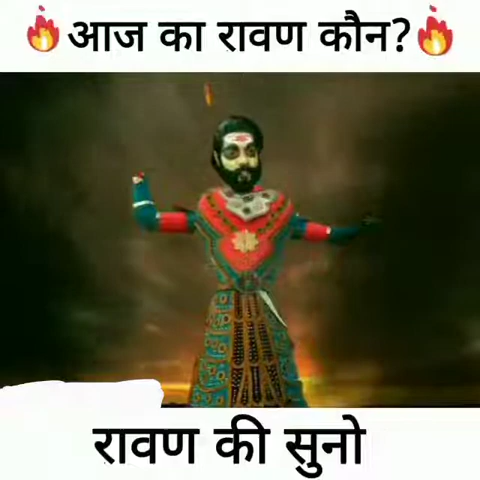 🔥आज का रावण कौन?🔥
रावण की सुनो